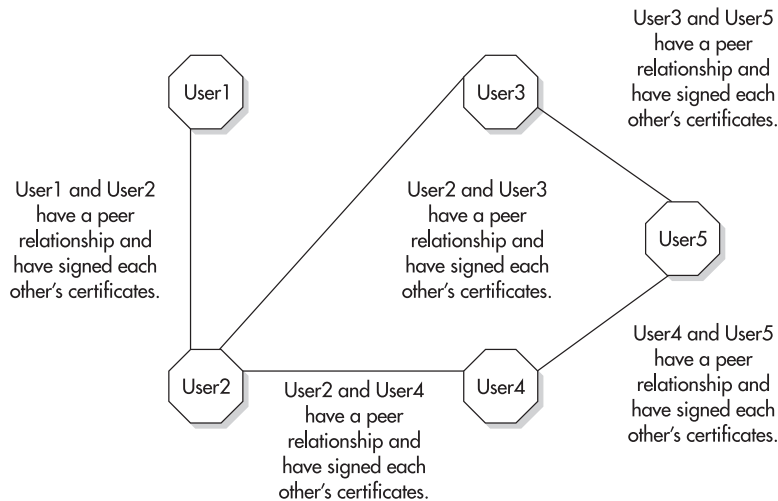 User3 and User5
have a peer
relationship and
have signed each
other's certificates.
User1
User3
User1 and User2
have a peer
relationship and
have signed each
other's certificates.
User2 and User3
have a peer
relationship and
have signed each
other's certificates.
User5
User4 and User5
have a peer
relationship and
have signed each
other's certificates.
User2
User4
User2 and User4
have a peer
relationship and
have signed each
other's certificates.